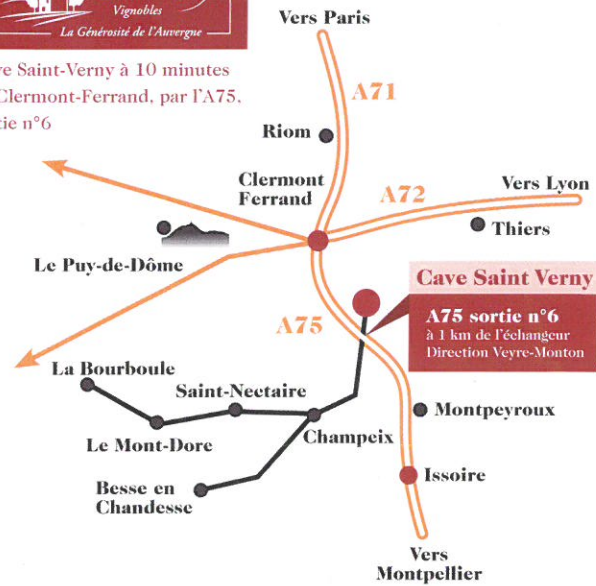 Vignobles
La Générosité de l'Auvergne
Saint-Verny à 10 minutes
Clermont-Ferrand, par l'A75,
n°6
Vers Paris
A71
Riom
Clermont
Ferrand
A72
Vers Lyon
Thiers
Le Puy-de-Dôme
Cave Saint Verny
A75 sortie n°6
à 1 km de l'échangeur
Direction Veyre-Monton
A75
La Bourboule
Saint-Nectaire
Montpeyroux
Le Mont-Dore
Champeix
Besse en
Chandesse
Issoire
Vers
Montpellier